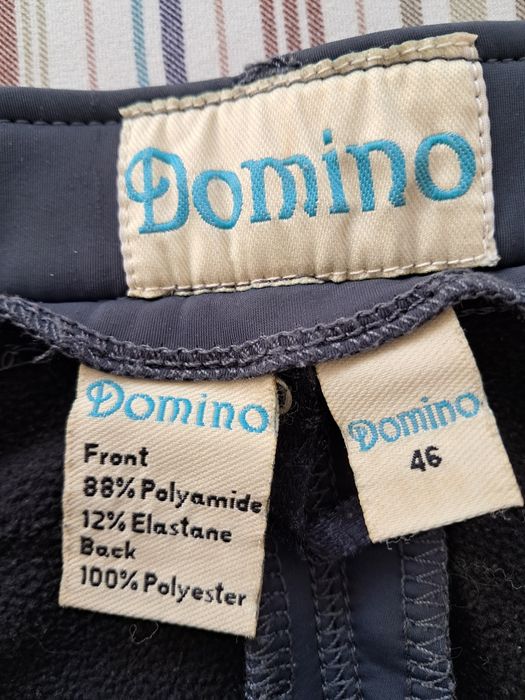 Domino
Domino
Front
88% Polyamide
12% Elastane
Back
100% Polyester
Domino
46